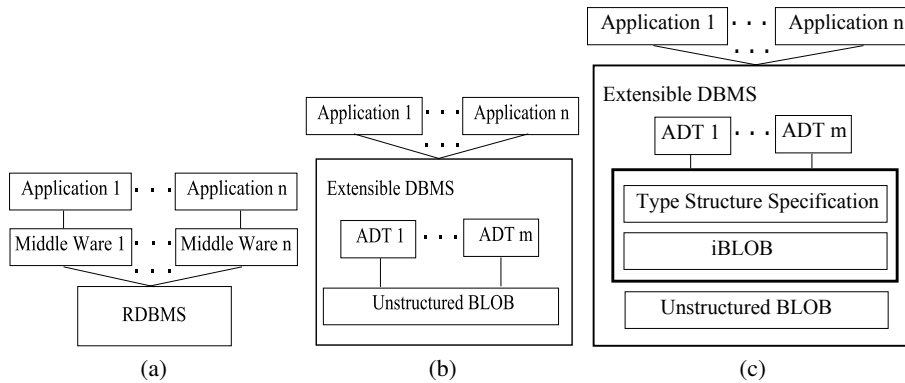 Application 1 . . . Application n
Middle Ware 1 . . . Middle Ware n
. . .
RDBMS
(a)
Application 1 . . . Application n
. . .
Extensible DBMS
ADT 1 . . . ADT m
Unstructured BLOB
(b)
Application 1 . . . Application n
. . .
Extensible DBMS
ADT 1 . . . ADT m
Type Structure Specification
iBLOB
Unstructured BLOB
(c)